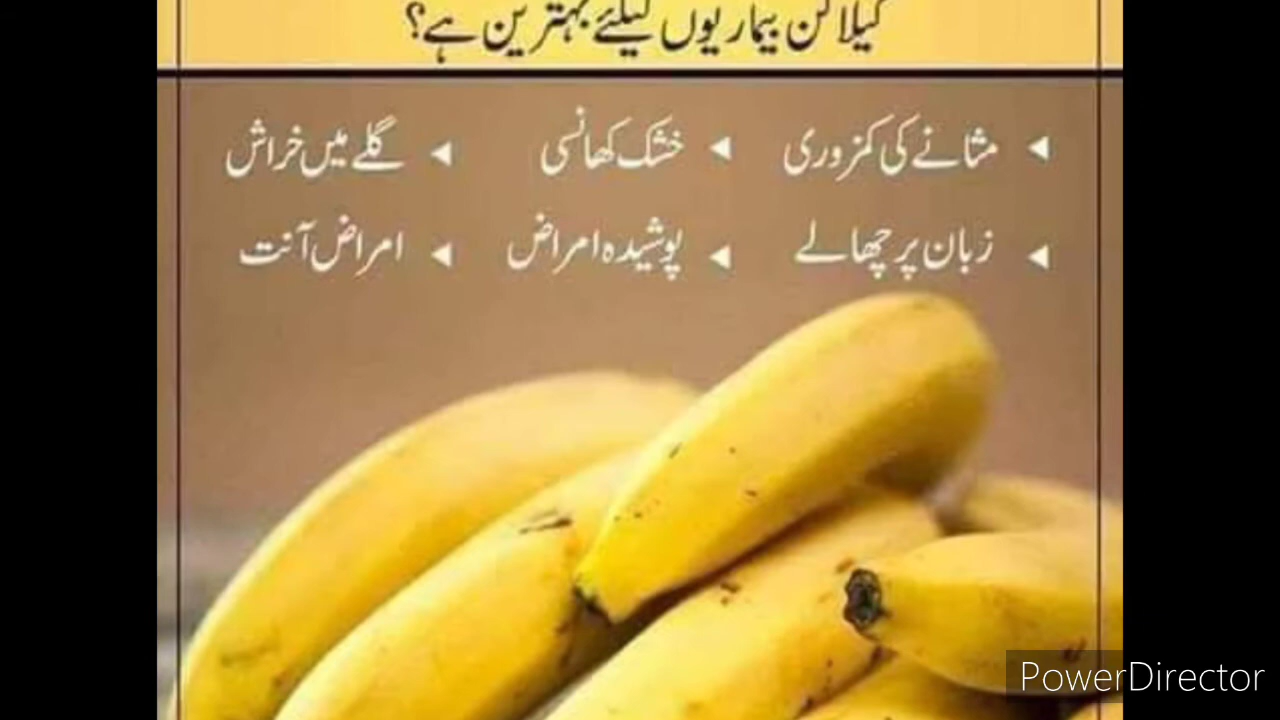 کیلا کن بیماریوں کیلئے بہترین ہے؟
مثانے کی کمزوری خشک کھانسی گلے میں خراش
زبان پر چھالے پوشیدہ امراض امراض آنت
PowerDirector